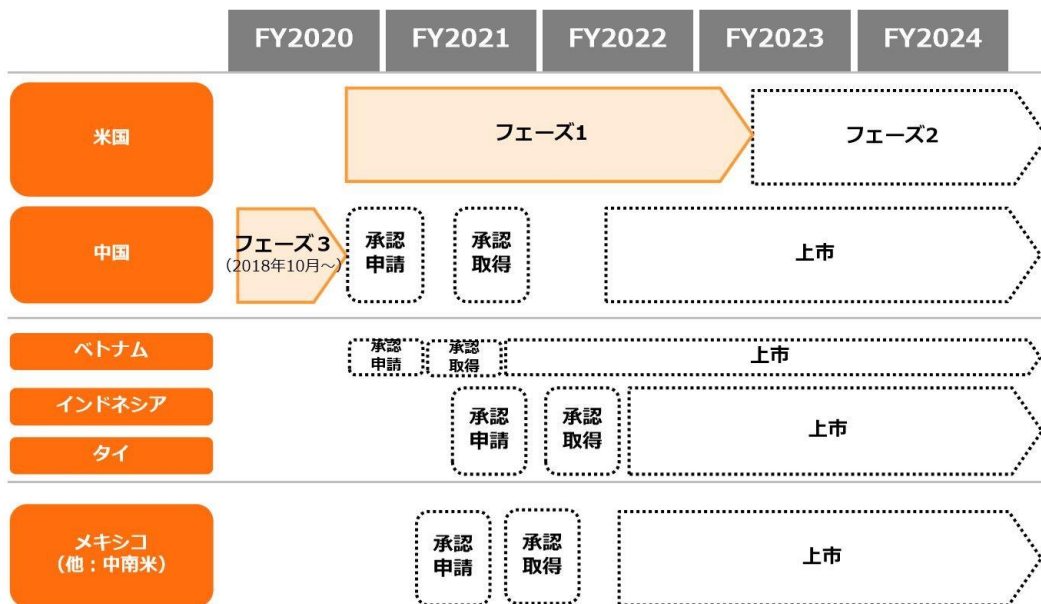 FY2020
FY2021
FY2022
FY2023
FY2024
米国
フェーズ1
フェーズ2
中国
フェーズ３
（2018年10月～）
承認
申請
承認
取得
上市
ベトナム
承認
申請
承認
取得
上市
インドネシア
タイ
承認
申請
承認
取得
上市
メキシコ
（他：中南米）
承認
申請
承認
取得
上市